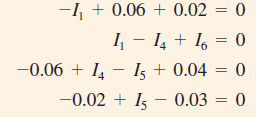 −I₁ + 0.06 + 0.02 = 0
I₁ − I₄ + I₆ = 0
−0.06 + I₄ − I₅ + 0.04 = 0
−0.02 + I₅ − 0.03 = 0